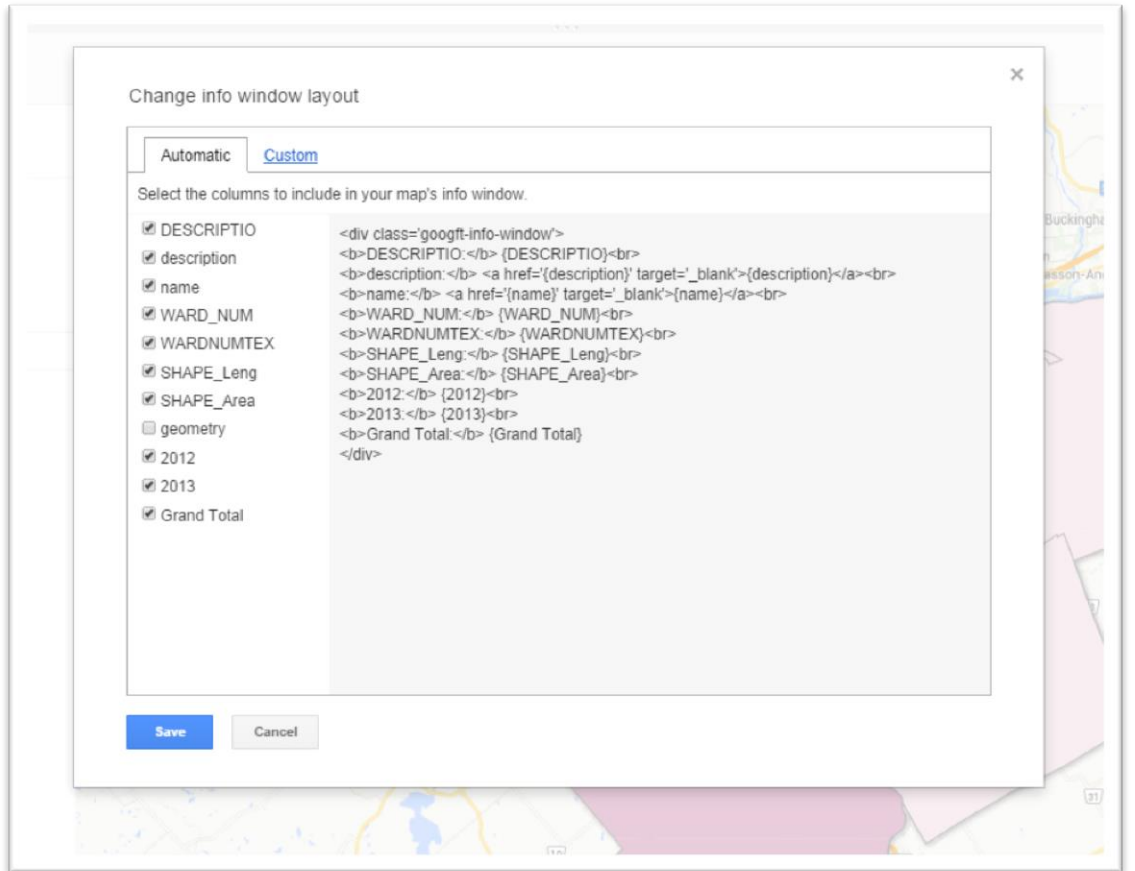 Change info window layout
Automatic Custom
Select the columns to include in your map's info window.
DESCRIPTIO
description
name
WARD_NUM
WARDNUMTEX
SHAPE_Leng
SHAPE_Area
geometry
2012
2013
Grand Total
<div class='googft-info-window'>
<b>DESCRIPTIO:</b> {DESCRIPTIO}<br>
<b>description:</b> <a href='{description}' target='_blank'>{description}</a><br>
<b>name:</b> <a href='{name}' target='_blank'>{name}</a><br>
<b>WARD_NUM:</b> {WARD_NUM}<br>
<b>WARDNUMTEX:</b> {WARDNUMTEX}<br>
<b>SHAPE_Leng:</b> {SHAPE_Leng}<br>
<b>SHAPE_Area:</b> {SHAPE_Area}<br>
<b>2012:</b> {2012}<br>
<b>2013:</b> {2013}<br>
<b>Grand Total:</b> {Grand Total}
</div>
Save Cancel
Buckingha
31